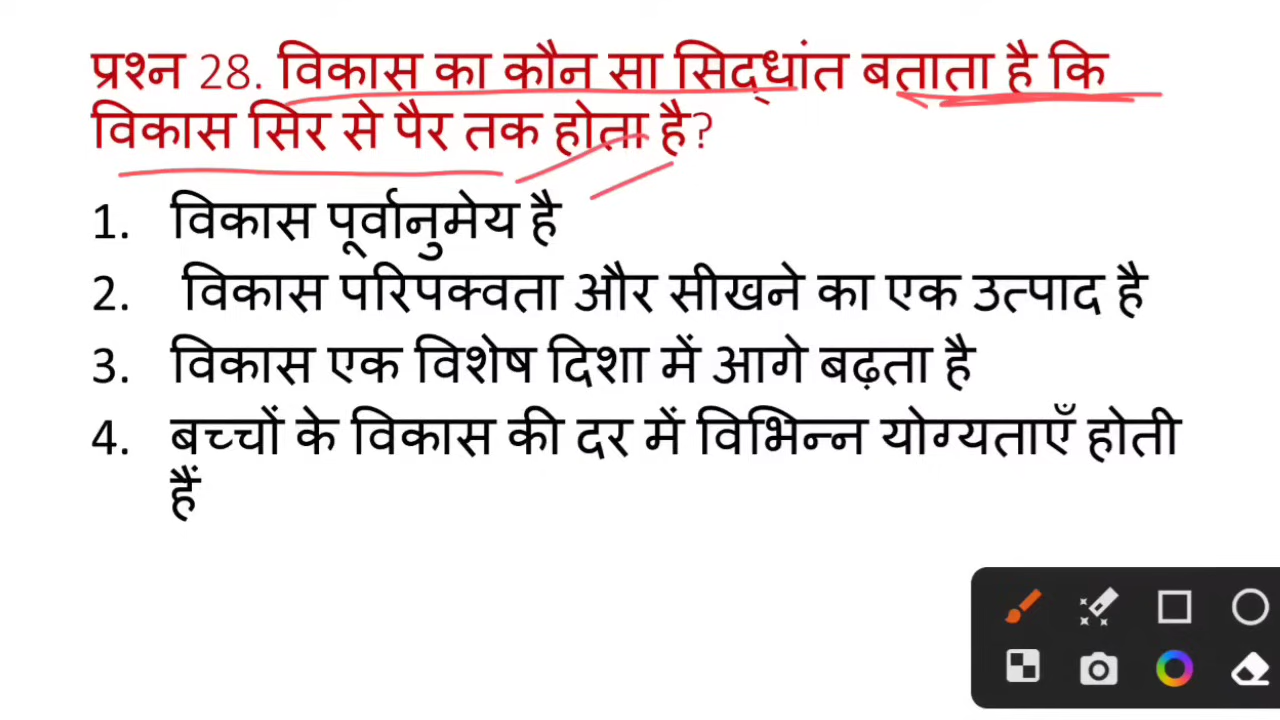 प्रश्न 28. विकास का कौन सा सिद्धांत बताता है कि
विकास सिर से पैर तक होता है?
1. विकास पूर्वानुमेय है
2. विकास परिपक्वता और सीखने का एक उत्पाद है
3. विकास एक विशेष दिशा में आगे बढ़ता है
4. बच्चों के विकास की दर में विभिन्न योग्यताएँ होती
हैं